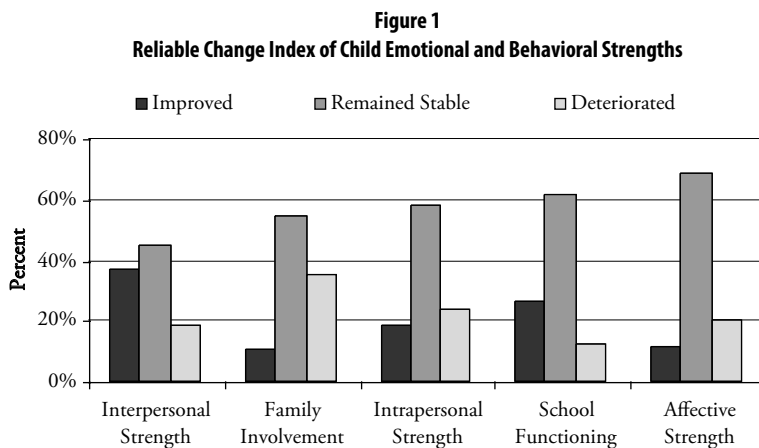 Figure 1
Reliable Change Index of Child Emotional and Behavioral Strengths
Improved Remained Stable Deteriorated
80%
60%
40%
20%
0%
Percent
Interpersonal Strength
Family Involvement
Intrapersonal Strength
School Functioning
Affective Strength